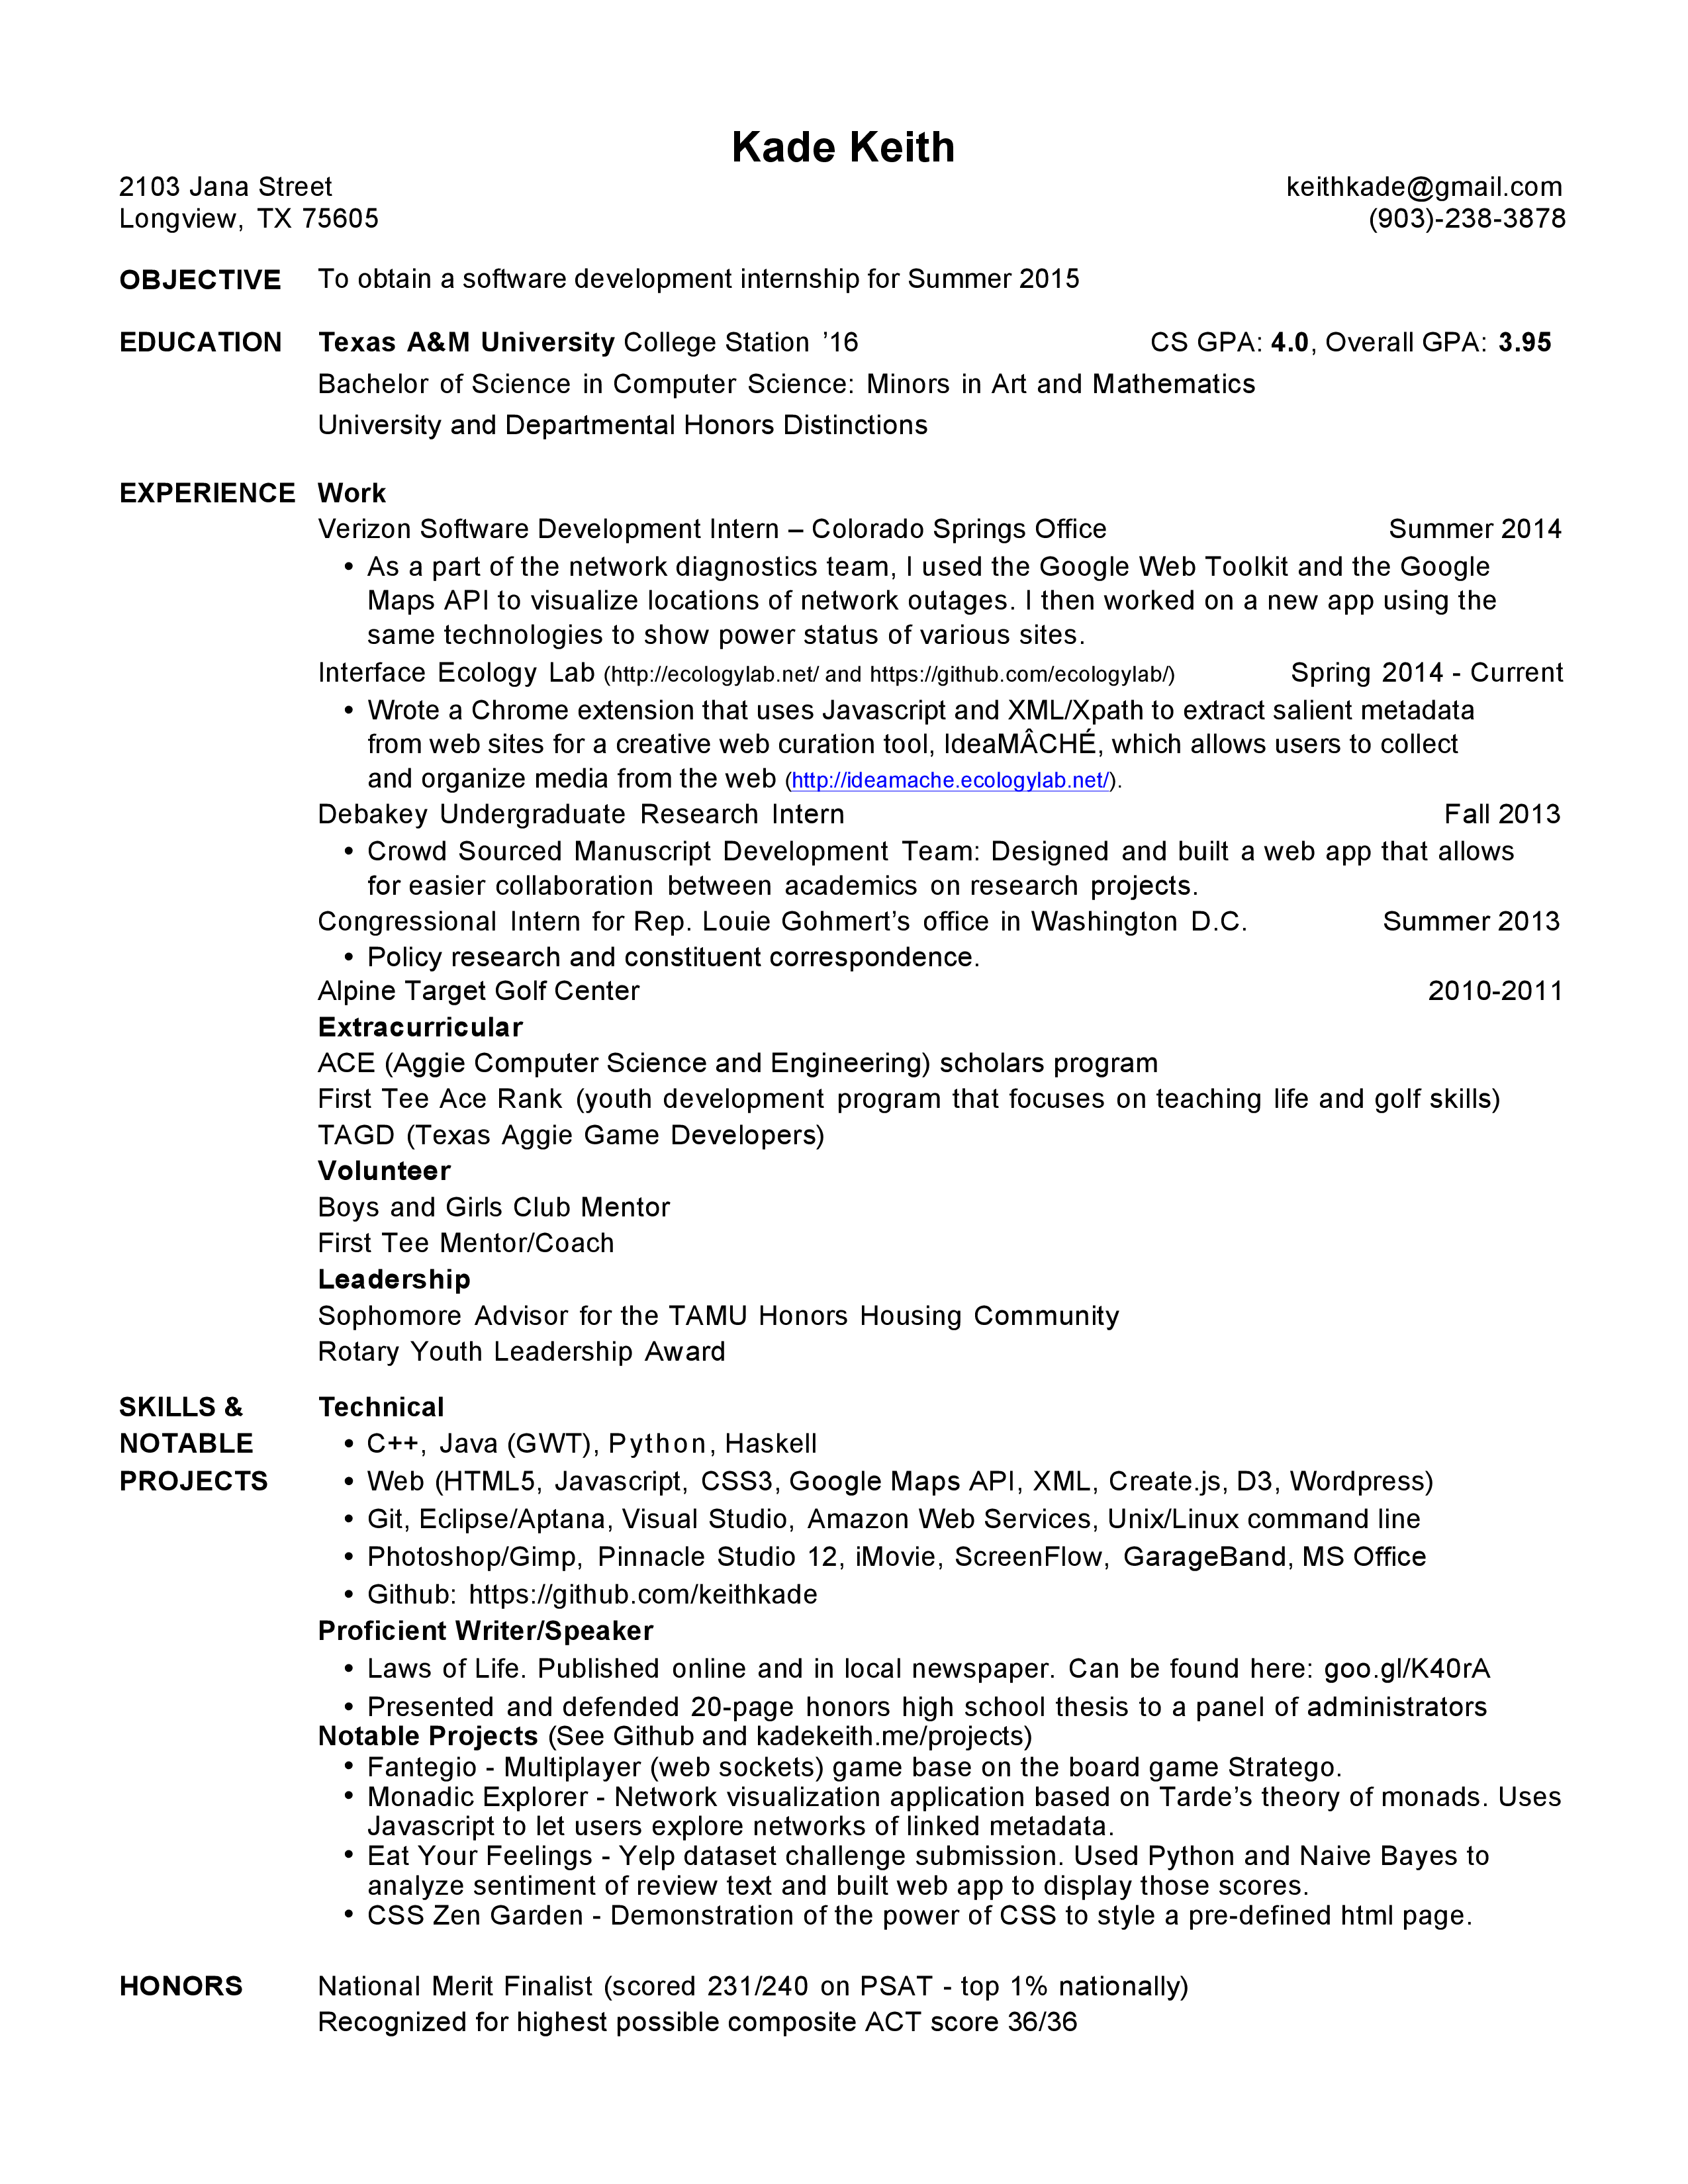 Kade Keith
2103 Jana Street keithkade@gmail.com
Longview, TX 75605 (903)-238-3878
OBJECTIVE To obtain a software development internship for Summer 2015
EDUCATION Texas A&M University College Station ’16 CS GPA: 4.0, Overall GPA: 3.95
Bachelor of Science in Computer Science: Minors in Art and Mathematics
University and Departmental Honors Distinctions
EXPERIENCE Work
Verizon Software Development Intern – Colorado Springs Office Summer 2014
• As a part of the network diagnostics team, I used the Google Web Toolkit and the Google
Maps API to visualize locations of network outages. I then worked on a new app using the
same technologies to show power status of various sites.
Interface Ecology Lab (http://ecologylab.net/ and https://github.com/ecologylab/) Spring 2014 - Current
• Wrote a Chrome extension that uses Javascript and XML/Xpath to extract salient metadata
from web sites for a creative web curation tool, IdeaMÂCHÉ, which allows users to collect
and organize media from the web (http://ideamache.ecologylab.net/).
Debakey Undergraduate Research Intern Fall 2013
• Crowd Sourced Manuscript Development Team: Designed and built a web app that allows
for easier collaboration between academics on research projects.
Congressional Intern for Rep. Louie Gohmert’s office in Washington D.C. Summer 2013
• Policy research and constituent correspondence.
Alpine Target Golf Center 2010-2011
Extracurricular
ACE (Aggie Computer Science and Engineering) scholars program
First Tee Ace Rank (youth development program that focuses on teaching life and golf skills)
TAGD (Texas Aggie Game Developers)
Volunteer
Boys and Girls Club Mentor
First Tee Mentor/Coach
Leadership
Sophomore Advisor for the TAMU Honors Housing Community
Rotary Youth Leadership Award
SKILLS & Technical
NOTABLE • C++, Java (GWT), Python, Haskell
PROJECTS • Web (HTML5, Javascript, CSS3, Google Maps API, XML, Create.js, D3, Wordpress)
• Git, Eclipse/Aptana, Visual Studio, Amazon Web Services, Unix/Linux command line
• Photoshop/Gimp, Pinnacle Studio 12, iMovie, ScreenFlow, GarageBand, MS Office
• Github: https://github.com/keithkade
Proficient Writer/Speaker
• Laws of Life. Published online and in local newspaper. Can be found here: goo.gl/K40rA
• Presented and defended 20-page honors high school thesis to a panel of administrators
Notable Projects (See Github and kadekeith.me/projects)
• Fantegio - Multiplayer (web sockets) game base on the board game Stratego.
• Monadic Explorer - Network visualization application based on Tarde’s theory of monads. Uses
Javascript to let users explore networks of linked metadata.
• Eat Your Feelings - Yelp dataset challenge submission. Used Python and Naive Bayes to
analyze sentiment of review text and built web app to display those scores.
• CSS Zen Garden - Demonstration of the power of CSS to style a pre-defined html page.
HONORS National Merit Finalist (scored 231/240 on PSAT - top 1% nationally)
Recognized for highest possible composite ACT score 36/36